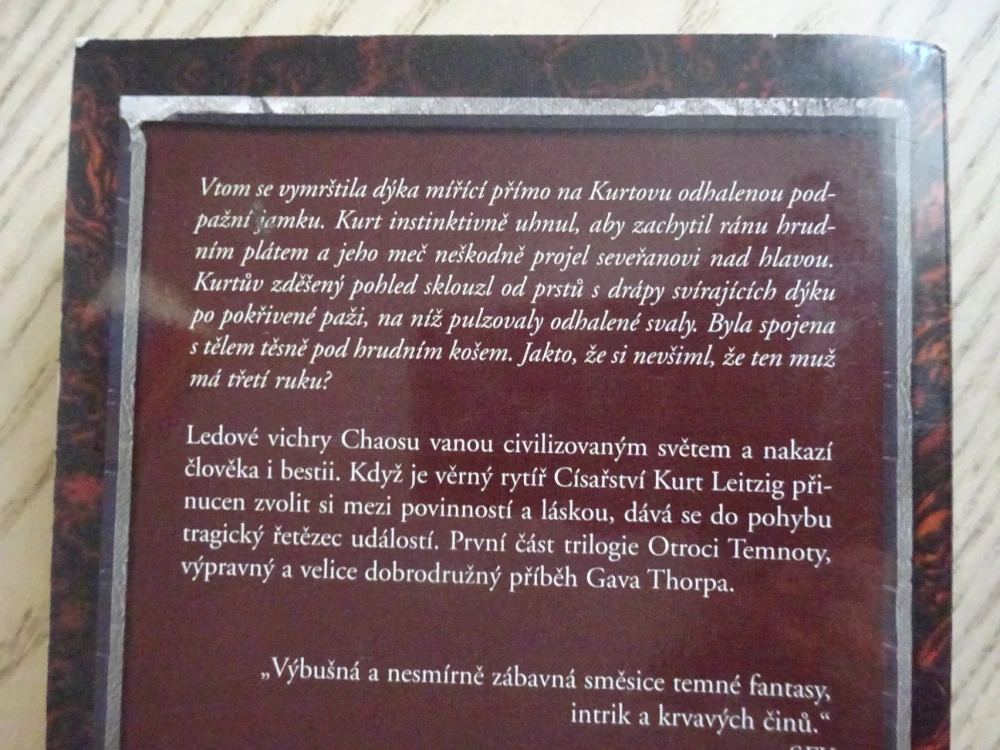 Vtom se vymrštila dýka mířící přímo na Kurtovu odhalenou pod-
pažní jamku. Kurt instinktivně uhnul, aby zachytil ránu hrud-
ním plátem a jeho meč neškodně projel seveřanovi nad hlavou.
Kurtův zděšený pohled sklouzl od prstů s drápy svírajících dýku
po pokřivené paži, na níž pulzovaly odhalené svaly. Byla spojena
s tělem těsně pod hrudním košem. Jakto, že si nevšiml, že ten muž
má třetí ruku?
Ledové vichry Chaosu vanou civilizovaným světem a nakazí
člověka i bestii. Když je věrný rytíř Císařství Kurt Leitzig při-
nucen zvolit si mezi povinností a láskou, dává se do pohybu
tragický řetězec událostí. První část trilogie Otroci Temnoty,
výpravný a velice dobrodružný příběh Gava Thorpa.
„Výbušná a nesmírně zábavná směsice temné fantasy,
intrik a krvavých činů.“